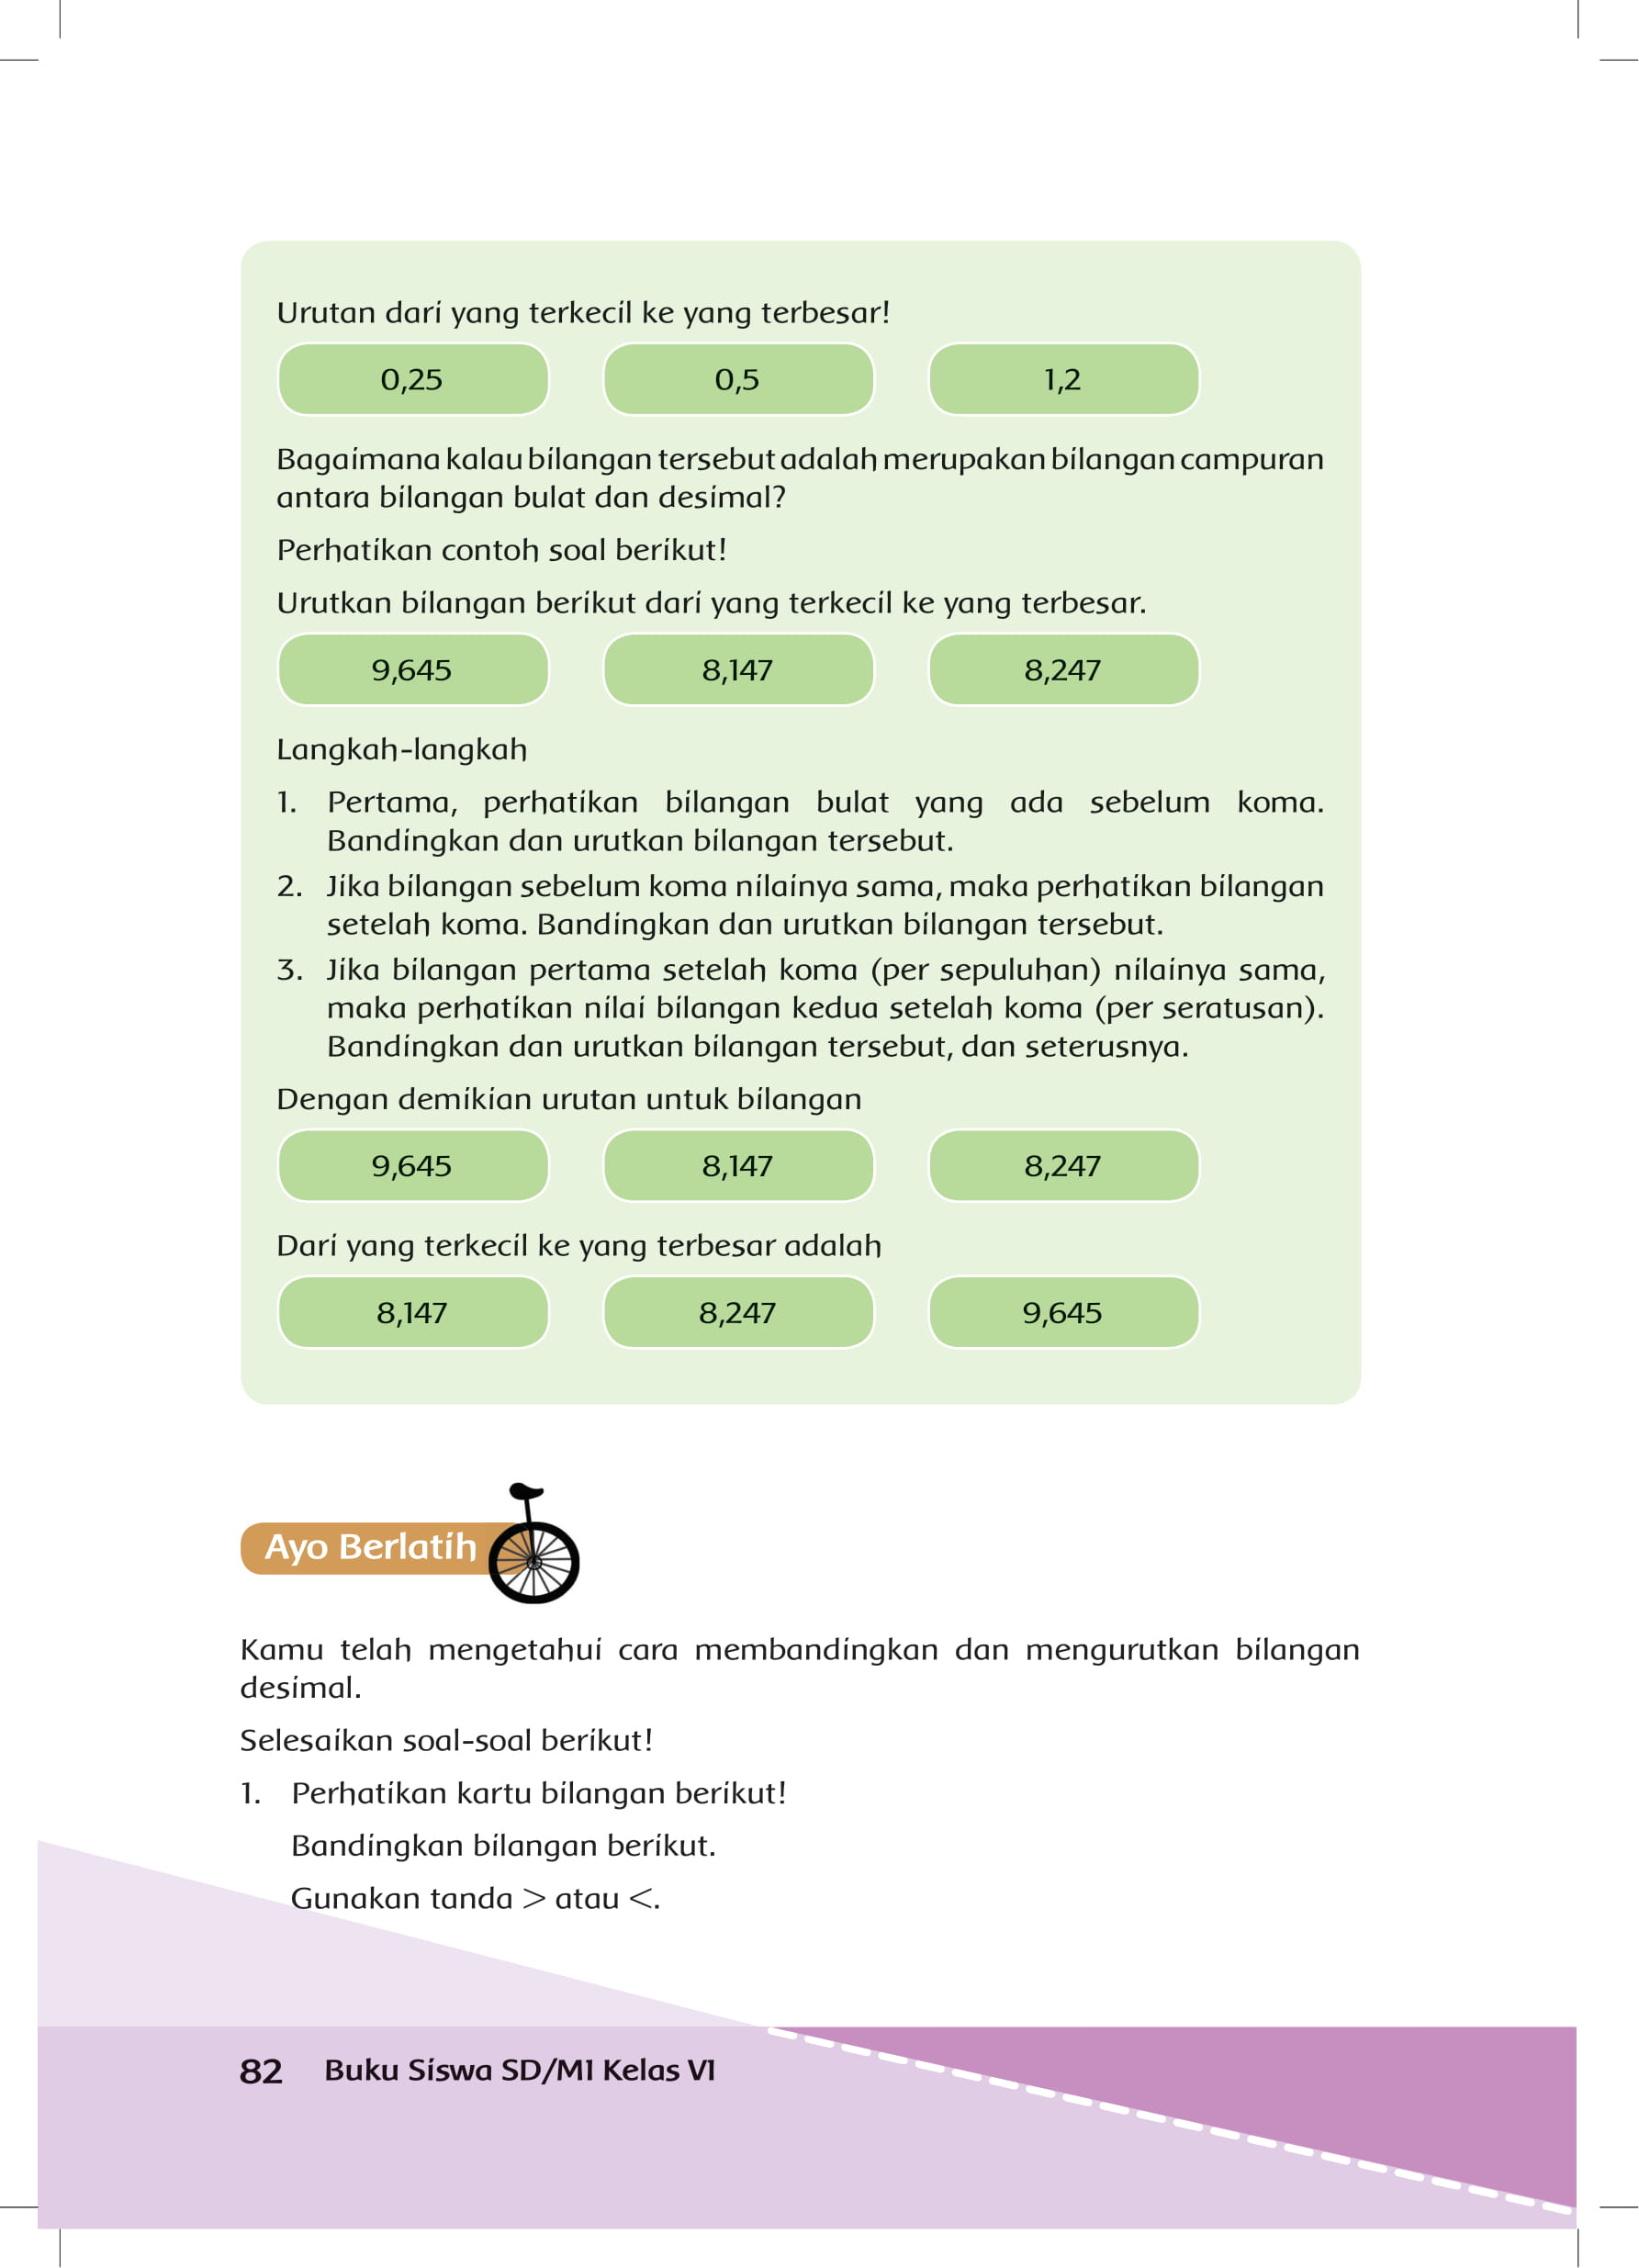 Urutan dari yang terkecil ke yang terbesar!
0,25 0,5 1,2
Bagaimana kalau bilangan tersebut adalah merupakan bilangan campuran
antara bilangan bulat dan desimal?
Perhatikan contoh soal berikut!
Urutkan bilangan berikut dari yang terkecil ke yang terbesar.
9,645 8,147 8,247
Langkah-langkah
1. Pertama, perhatikan bilangan bulat yang ada sebelum koma.
Bandingkan dan urutkan bilangan tersebut.
2. Jika bilangan sebelum koma nilainya sama, maka perhatikan bilangan
setelah koma. Bandingkan dan urutkan bilangan tersebut.
3. Jika bilangan pertama setelah koma (per sepuluhan) nilainya sama,
maka perhatikan nilai bilangan kedua setelah koma (per seratusan).
Bandingkan dan urutkan bilangan tersebut, dan seterusnya.
Dengan demikian urutan untuk bilangan
9,645 8,147 8,247
Dari yang terkecil ke yang terbesar adalah
8,147 8,247 9,645
Ayo Berlatih
Kamu telah mengetahui cara membandingkan dan mengurutkan bilangan
desimal.
Selesaikan soal-soal berikut!
1. Perhatikan kartu bilangan berikut!
Bandingkan bilangan berikut.
Gunakan tanda > atau <.
82 Buku Siswa SD/MI Kelas VI